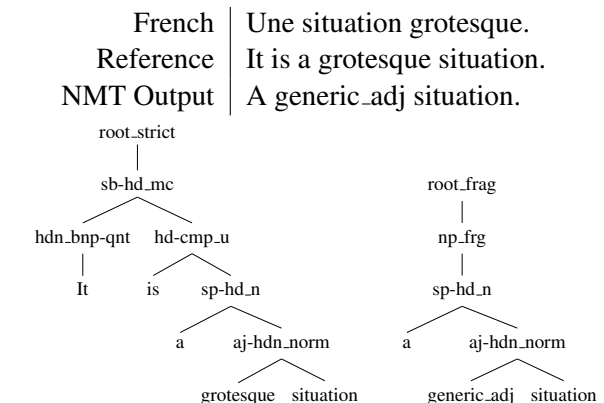 French Une situation grotesque.
Reference It is a grotesque situation.
NMT Output A generic_adj situation.
root_strict
sb-hd_mc root_frag
hdn_bnp-qnt hd-cmp_u np_frg
It is sp-hd_n sp-hd_n
a aj-hdn_norm a aj-hdn_norm
grotesque situation generic_adj situation